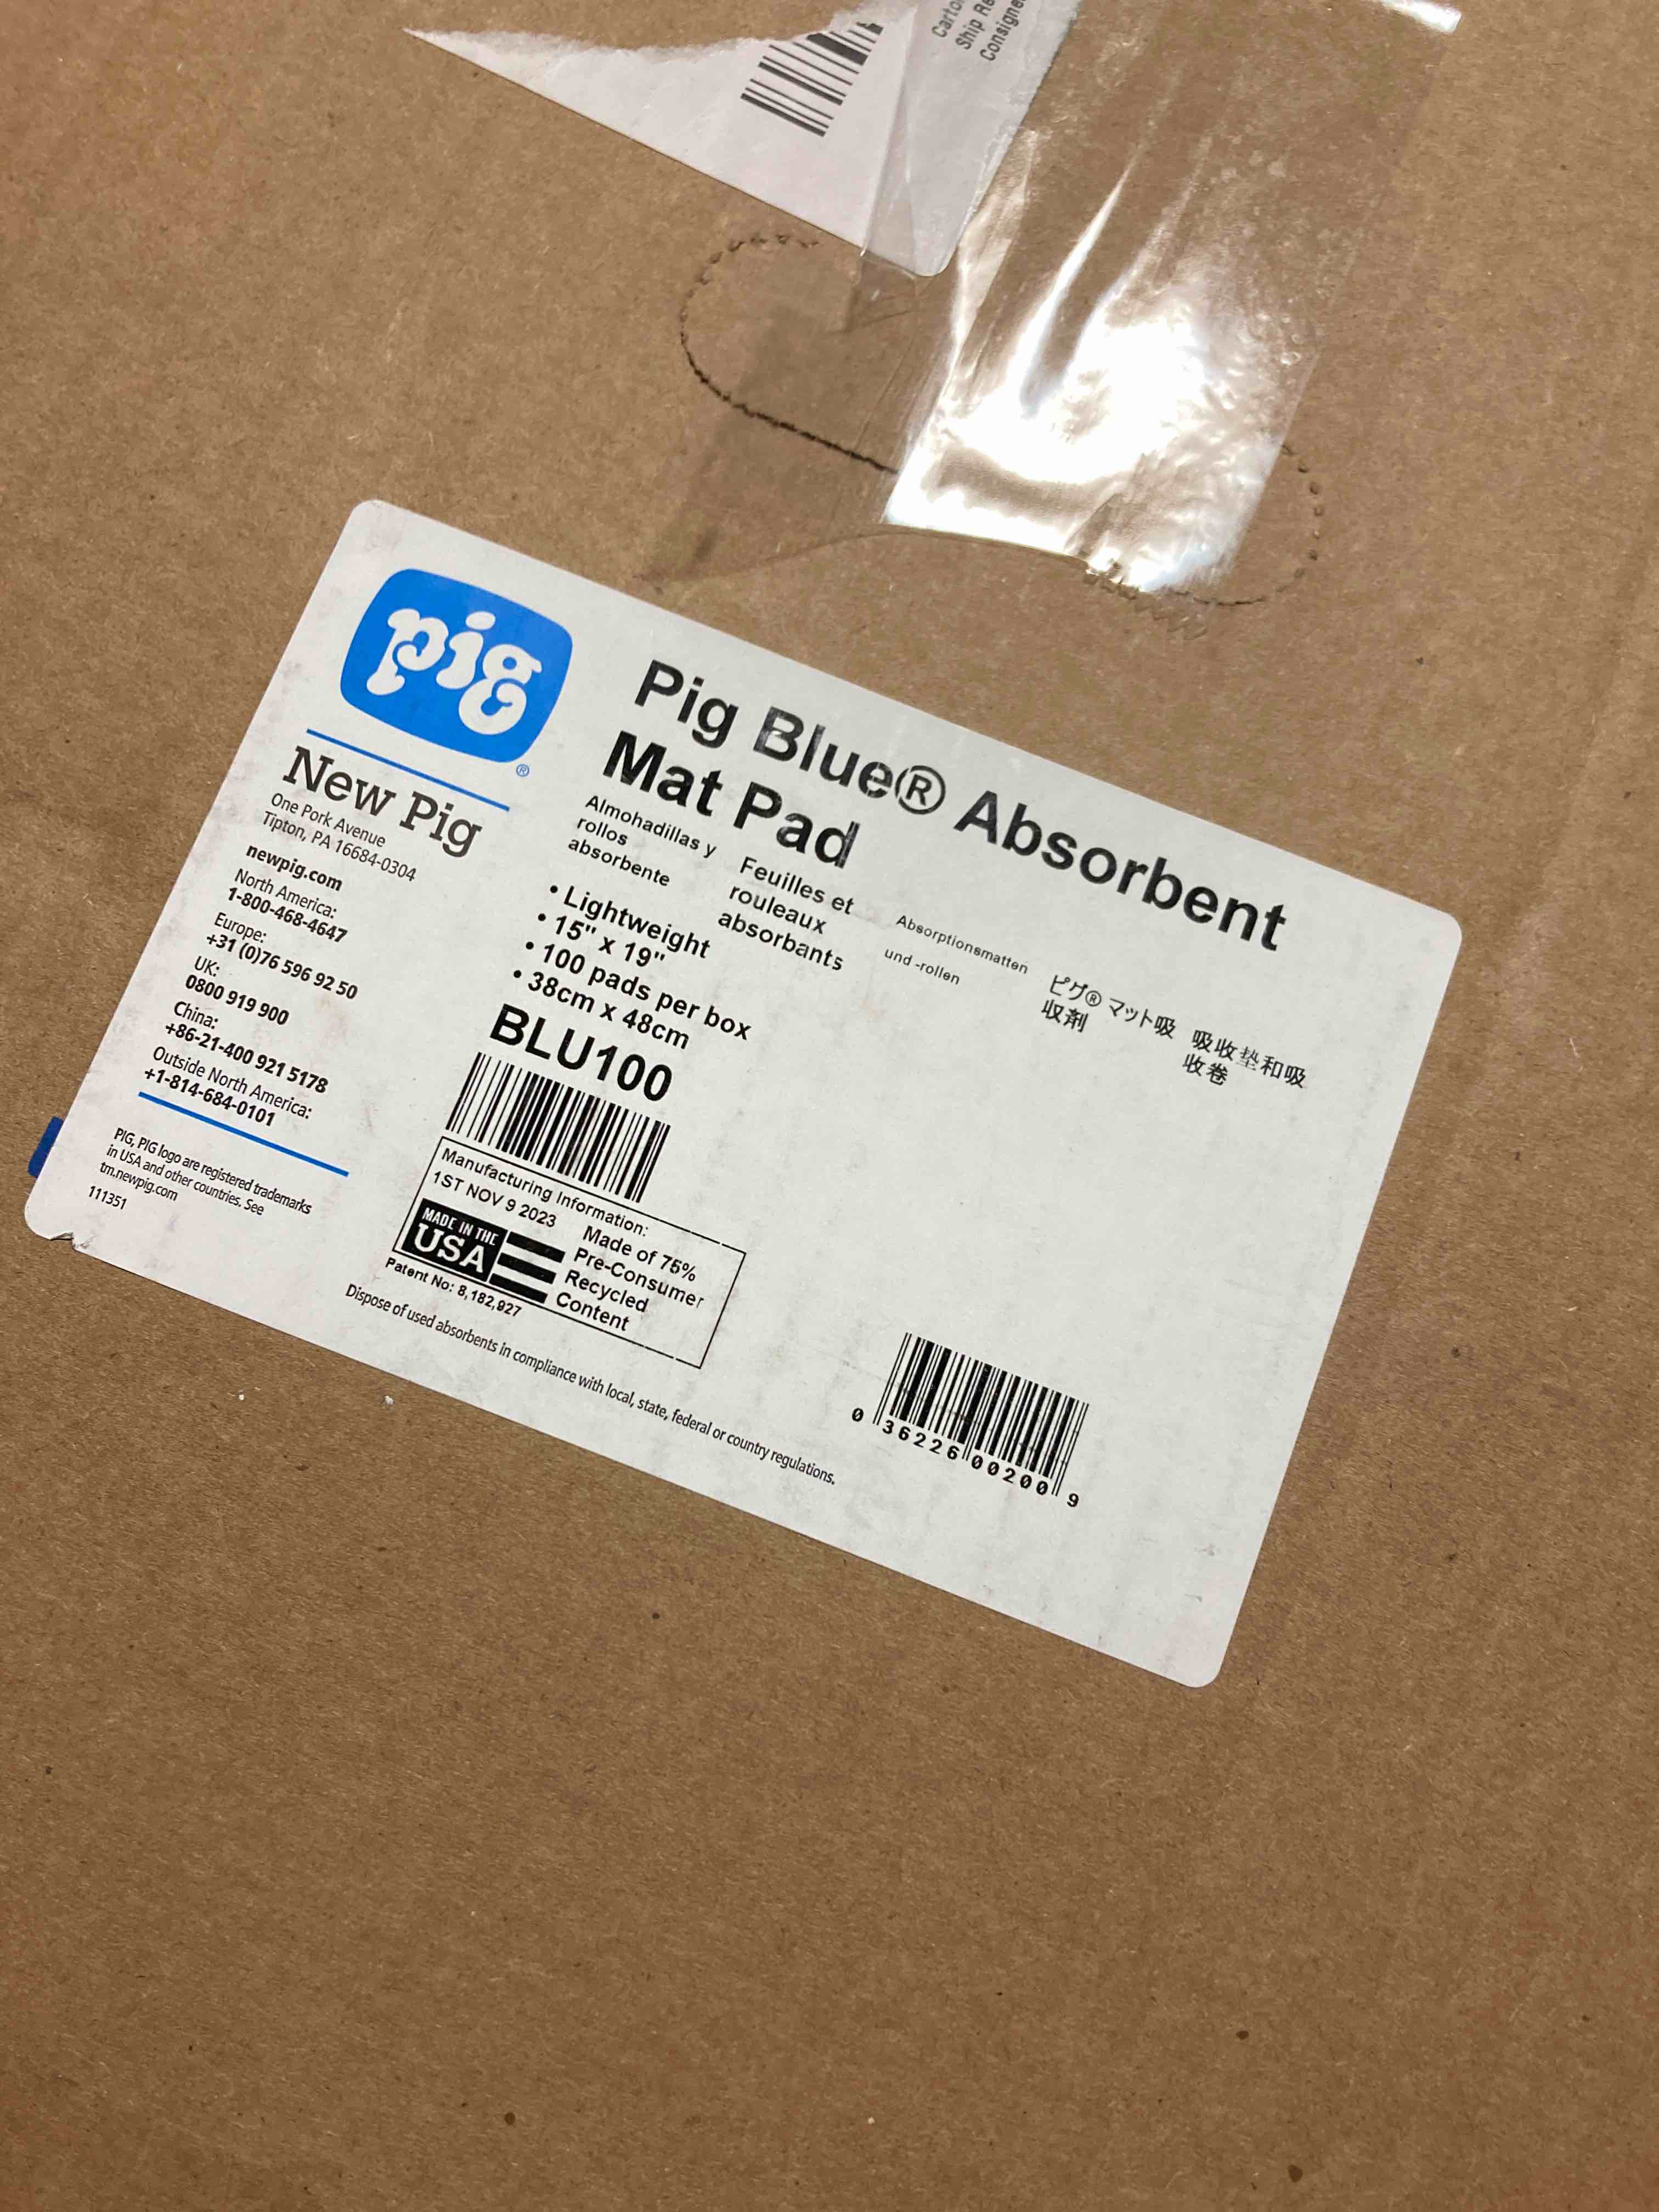 Carto
Ship Re
Consigne
pig®
New Pig
One Pork Avenue
Tipton, PA 16684-0304
newpig.com
North America:
1-800-468-4647
Europe:
+31 (0)76 596 92 50
UK:
0800 919 900
China:
+86-21-400 921 5178
Outside North America:
+1-814-684-0101
PIG, PIG logo are registered trademarks
in USA and other countries. See
tm.newpig.com
111351
Pig Blue® Absorbent
Mat Pad
Almohadillas y
rollos
absorbente
Feuilles et
rouleaux
absorbants
Absorptionsmatten
und -rollen
ピグ® マット吸
収剤
吸收垫和吸
收卷
• Lightweight
• 15" x 19"
• 100 pads per box
• 38cm x 48cm
BLU100
Manufacturing Information:
1ST NOV 9 2023
MADE IN THE
USA
Made of 75%
Pre-Consumer
Recycled
Content
Patent No: 8,182,927
Dispose of used absorbents in compliance with local, state, federal or country regulations.
0 36226 00200 9